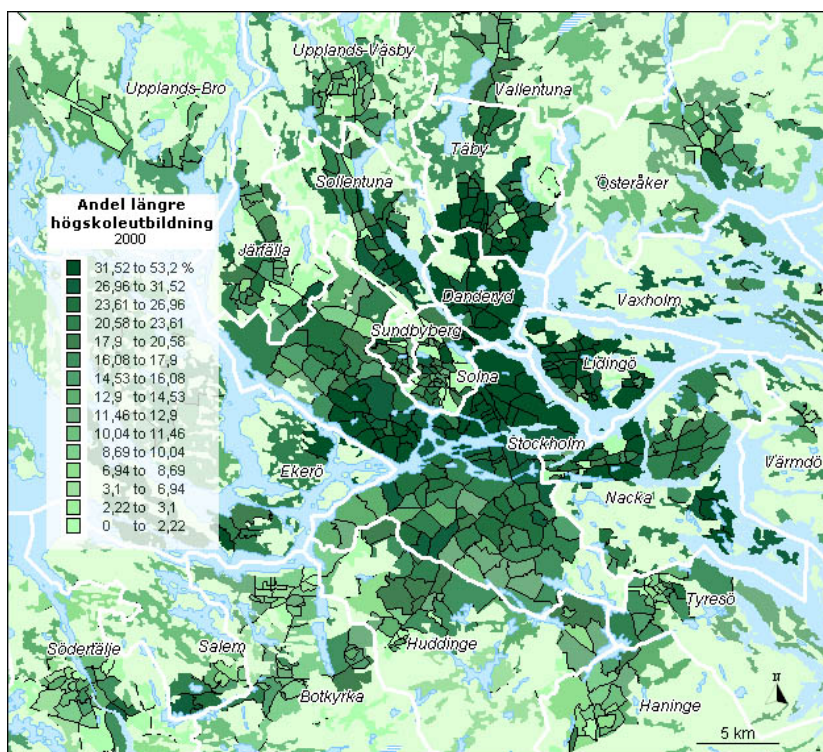 Upplands-Väsby
Upplands-Bro
Vallentuna
Täby
Sollentuna
Österåker
Andel längre
högskoleutbildning
2000
31,52 to 53,2 %
26,96 to 31,52
23,61 to 26,96
20,58 to 23,61
17,9 to 20,58
16,08 to 17,9
14,53 to 16,08
12,9 to 14,53
11,46 to 12,9
10,04 to 11,46
8,69 to 10,04
6,94 to 8,69
3,1 to 6,94
2,22 to 3,1
0 to 2,22
Järfälla
Danderyd
Vaxholm
Sundbyberg
Solna
Lidingö
Stockholm
Ekerö
Värmdö
Nacka
Tyresö
Huddinge
Södertälje
Salem
Botkyrka
Haninge
N
5 km